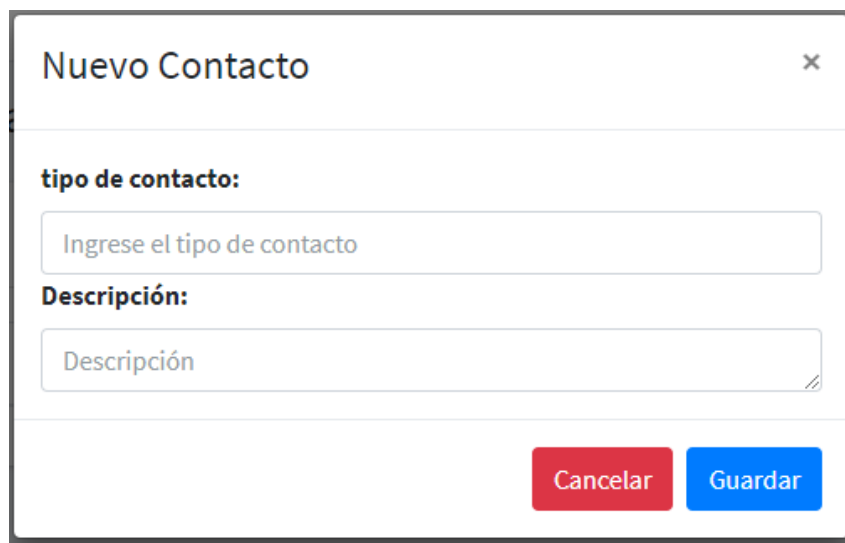 Nuevo Contacto ×
tipo de contacto:
Ingrese el tipo de contacto
Descripción:
Descripción
Cancelar Guardar